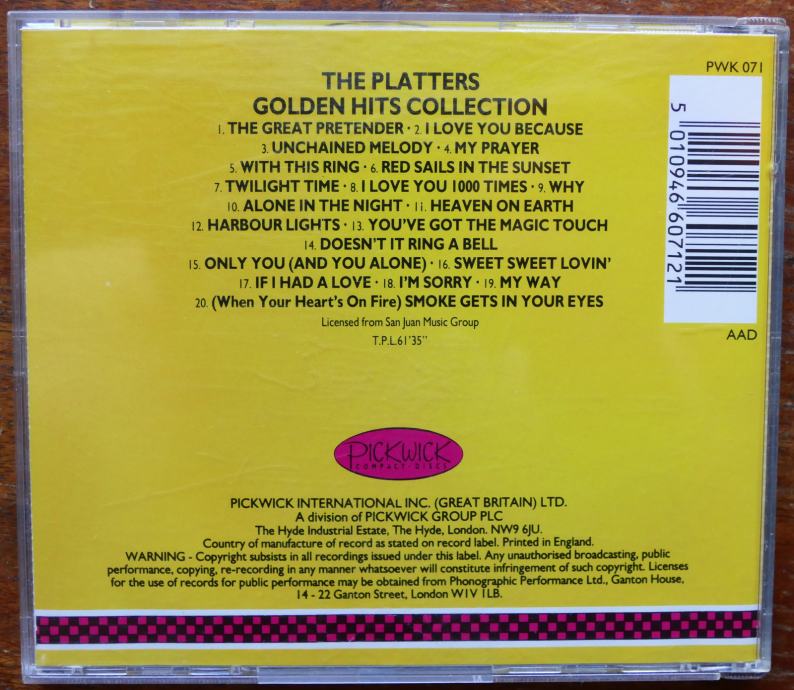 PWK 071
THE PLATTERS
GOLDEN HITS COLLECTION
1. THE GREAT PRETENDER · 2. I LOVE YOU BECAUSE
3. UNCHAINED MELODY · 4. MY PRAYER
5. WITH THIS RING · 6. RED SAILS IN THE SUNSET
7. TWILIGHT TIME · 8. I LOVE YOU 1000 TIMES · 9. WHY
10. ALONE IN THE NIGHT · 11. HEAVEN ON EARTH
12. HARBOUR LIGHTS · 13. YOU'VE GOT THE MAGIC TOUCH
14. DOESN'T IT RING A BELL
15. ONLY YOU (AND YOU ALONE) · 16. SWEET SWEET LOVIN'
17. IF I HAD A LOVE · 18. I'M SORRY · 19. MY WAY
20. (When Your Heart's On Fire) SMOKE GETS IN YOUR EYES
Licensed from San Juan Music Group
T.P.L.61'35"
5 010946 607121
AAD
PICKWICK
COMPACT·DISCS
PICKWICK INTERNATIONAL INC. (GREAT BRITAIN) LTD.
A division of PICKWICK GROUP PLC
The Hyde Industrial Estate, The Hyde, London. NW9 6JU.
Country of manufacture of record as stated on record label. Printed in England.
WARNING - Copyright subsists in all recordings issued under this label. Any unauthorised broadcasting, public
performance, copying, re-recording in any manner whatsoever will constitute infringement of such copyright. Licenses
for the use of records for public performance may be obtained from Phonographic Performance Ltd., Ganton House,
14 - 22 Ganton Street, London W1V 1LB.